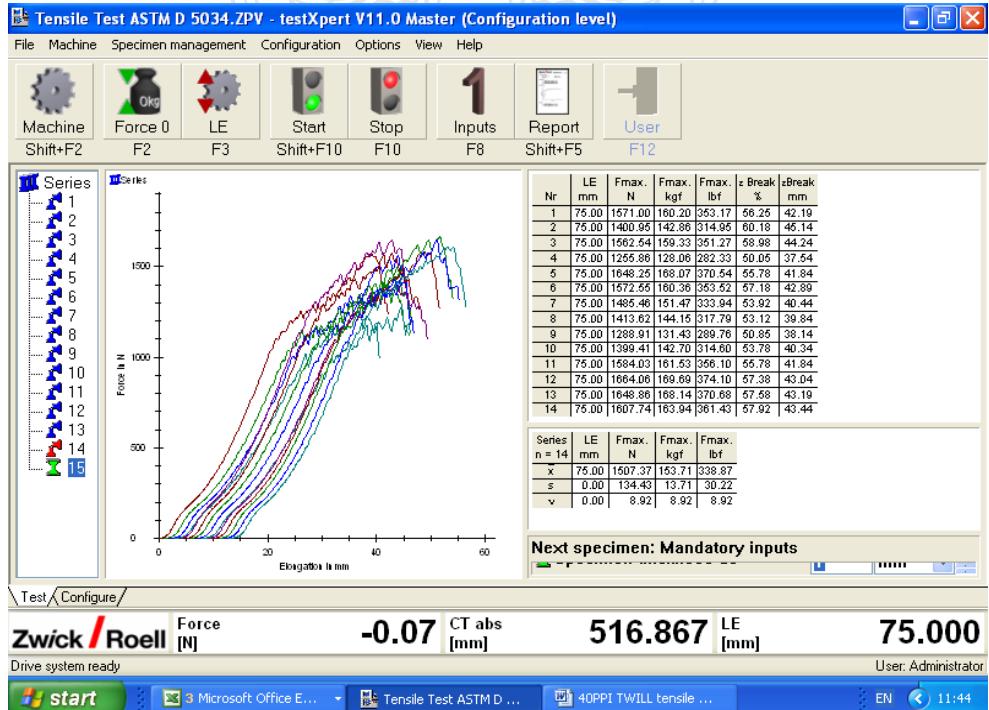 Tensile Test ASTM D 5034.ZPV - testXpert V11.0 Master (Configuration level)
File Machine Specimen management Configuration Options View Help
0kg 1
Machine Force 0 LE Start Stop Inputs Report User
Shift+F2 F2 F3 Shift+F10 F10 F8 Shift+F5 F12
Series
1
2
3
4
5
6
7
8
9
10
11
12
13
14
15
Series
Force in N
1500
1000
500
0
0 20 40 60
Elongation in mm
Nr LE mm Fmax. N Fmax. kgf Fmax. lbf z Break % zBreak mm
1 75.00 1571.00 160.20 353.17 56.25 42.19
2 75.00 1400.95 142.86 314.95 60.18 45.14
3 75.00 1562.54 159.33 351.27 58.98 44.24
4 75.00 1255.86 128.06 282.33 50.05 37.54
5 75.00 1648.25 168.07 370.54 55.78 41.84
6 75.00 1572.55 160.36 353.52 57.18 42.89
7 75.00 1485.46 151.47 333.94 53.92 40.44
8 75.00 1413.62 144.15 317.79 53.12 39.84
9 75.00 1288.91 131.43 289.76 50.85 38.14
10 75.00 1399.41 142.70 314.60 53.78 40.34
11 75.00 1584.03 161.53 356.10 55.78 41.84
12 75.00 1664.06 169.69 374.10 57.38 43.04
13 75.00 1648.86 168.14 370.68 57.58 43.19
14 75.00 1607.74 163.94 361.43 57.92 43.44
Series n = 14 LE mm Fmax. N Fmax. kgf Fmax. lbf
x̄ 75.00 1507.37 153.71 338.87
s 0.00 134.43 13.71 30.22
v 0.00 8.92 8.92 8.92
Next specimen: Mandatory inputs
mm
Test Configure
Zwick / Roell Force [N] -0.07 CT abs [mm] 516.867 LE [mm] 75.000
Drive system ready User: Administrator
start 3 Microsoft Office E... Tensile Test ASTM D ... 40PPI TWILL tensile ... EN 11:44